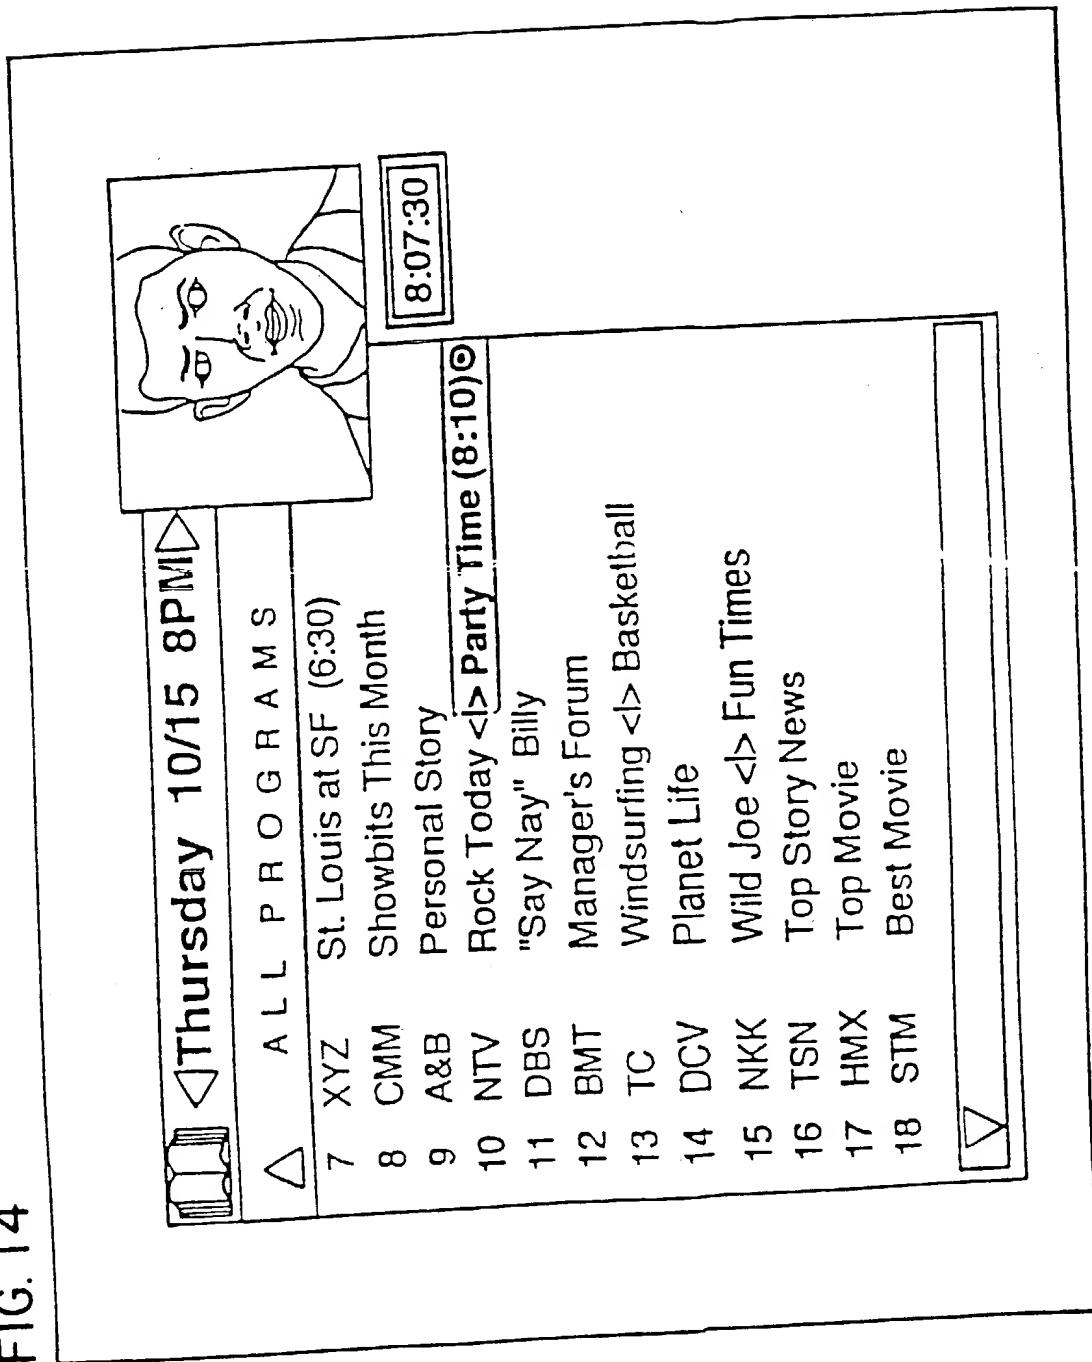 FIG. 14
Thursday 10/15 8PM
ALL PROGRAMS
8:07:30
7 XYZ St. Louis at SF (6:30)
8 CMM Showbits This Month
9 A&B Personal Story
10 NTV Rock Today <|> Party Time (8:10)
11 DBS "Say Nay" Billy
12 BMT Manager's Forum
13 TC Windsurfing <|> Basketball
14 DCV Planet Life
15 NKK Wild Joe <|> Fun Times
16 TSN Top Story News
17 HMX Top Movie
18 STM Best Movie